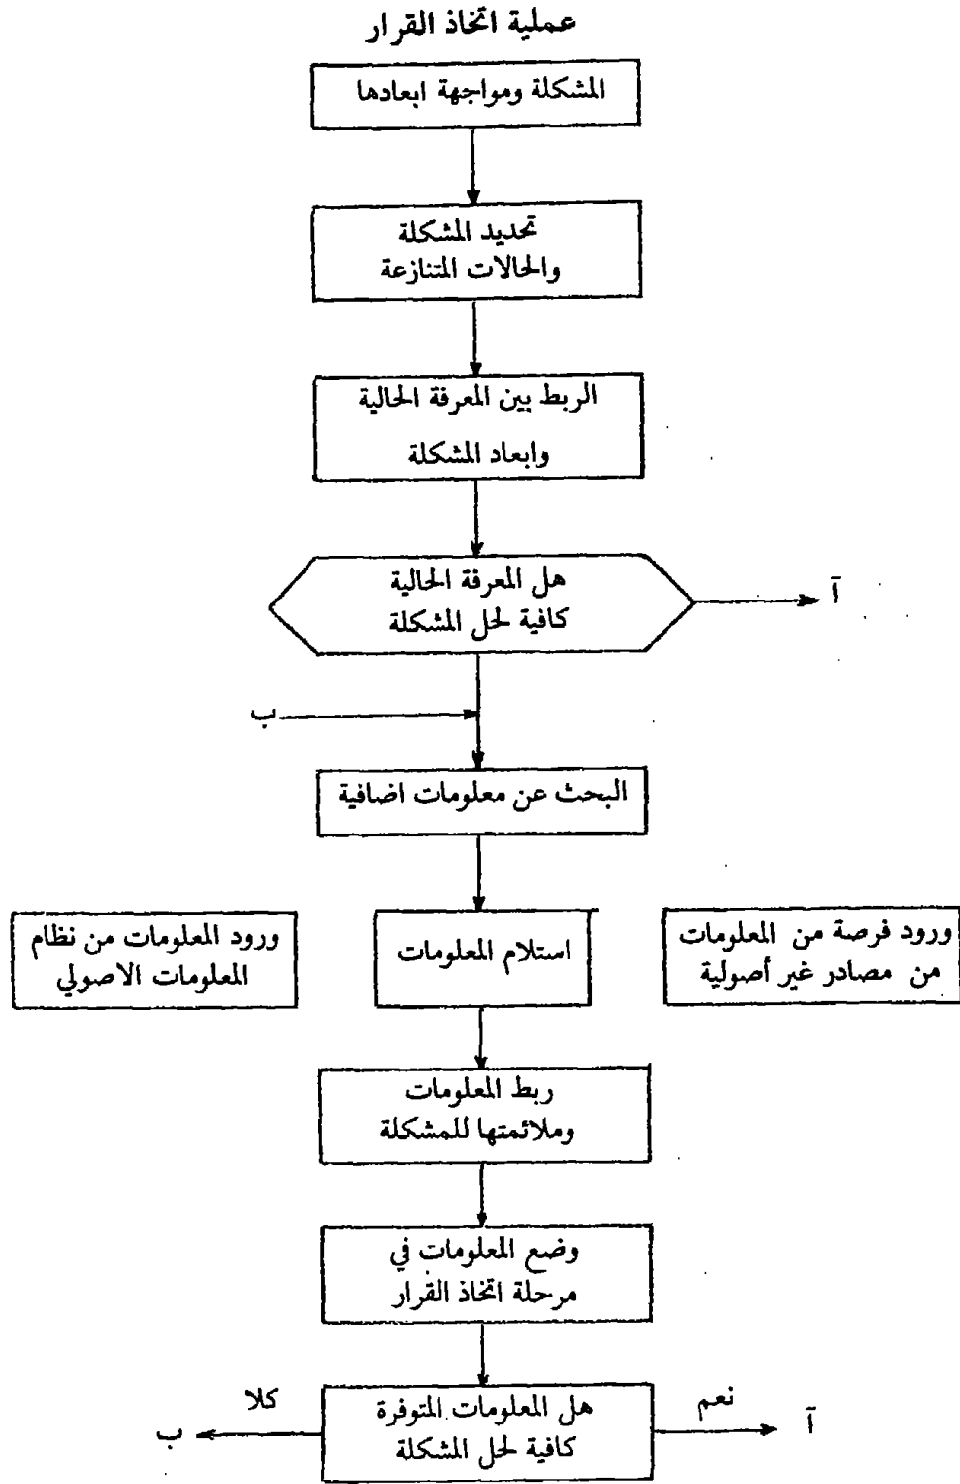 عملية اتخاذ القرار
المشكلة ومواجهة ابعادها
تحديد المشكلة
والحالات المتنازعة
الربط بين المعرفة الحالية
وابعاد المشكلة
هل المعرفة الحالية
كافية لحل المشكلة
آ
ب
البحث عن معلومات اضافية
ورود فرصة من المعلومات
من مصادر غير أصولية
استلام المعلومات
ورود المعلومات من نظام
المعلومات الاصولي
ربط المعلومات
وملائمتها للمشكلة
وضع المعلومات في
مرحلة اتخاذ القرار
هل المعلومات المتوفرة
كافية لحل المشكلة
نعم
آ
كلا
ب